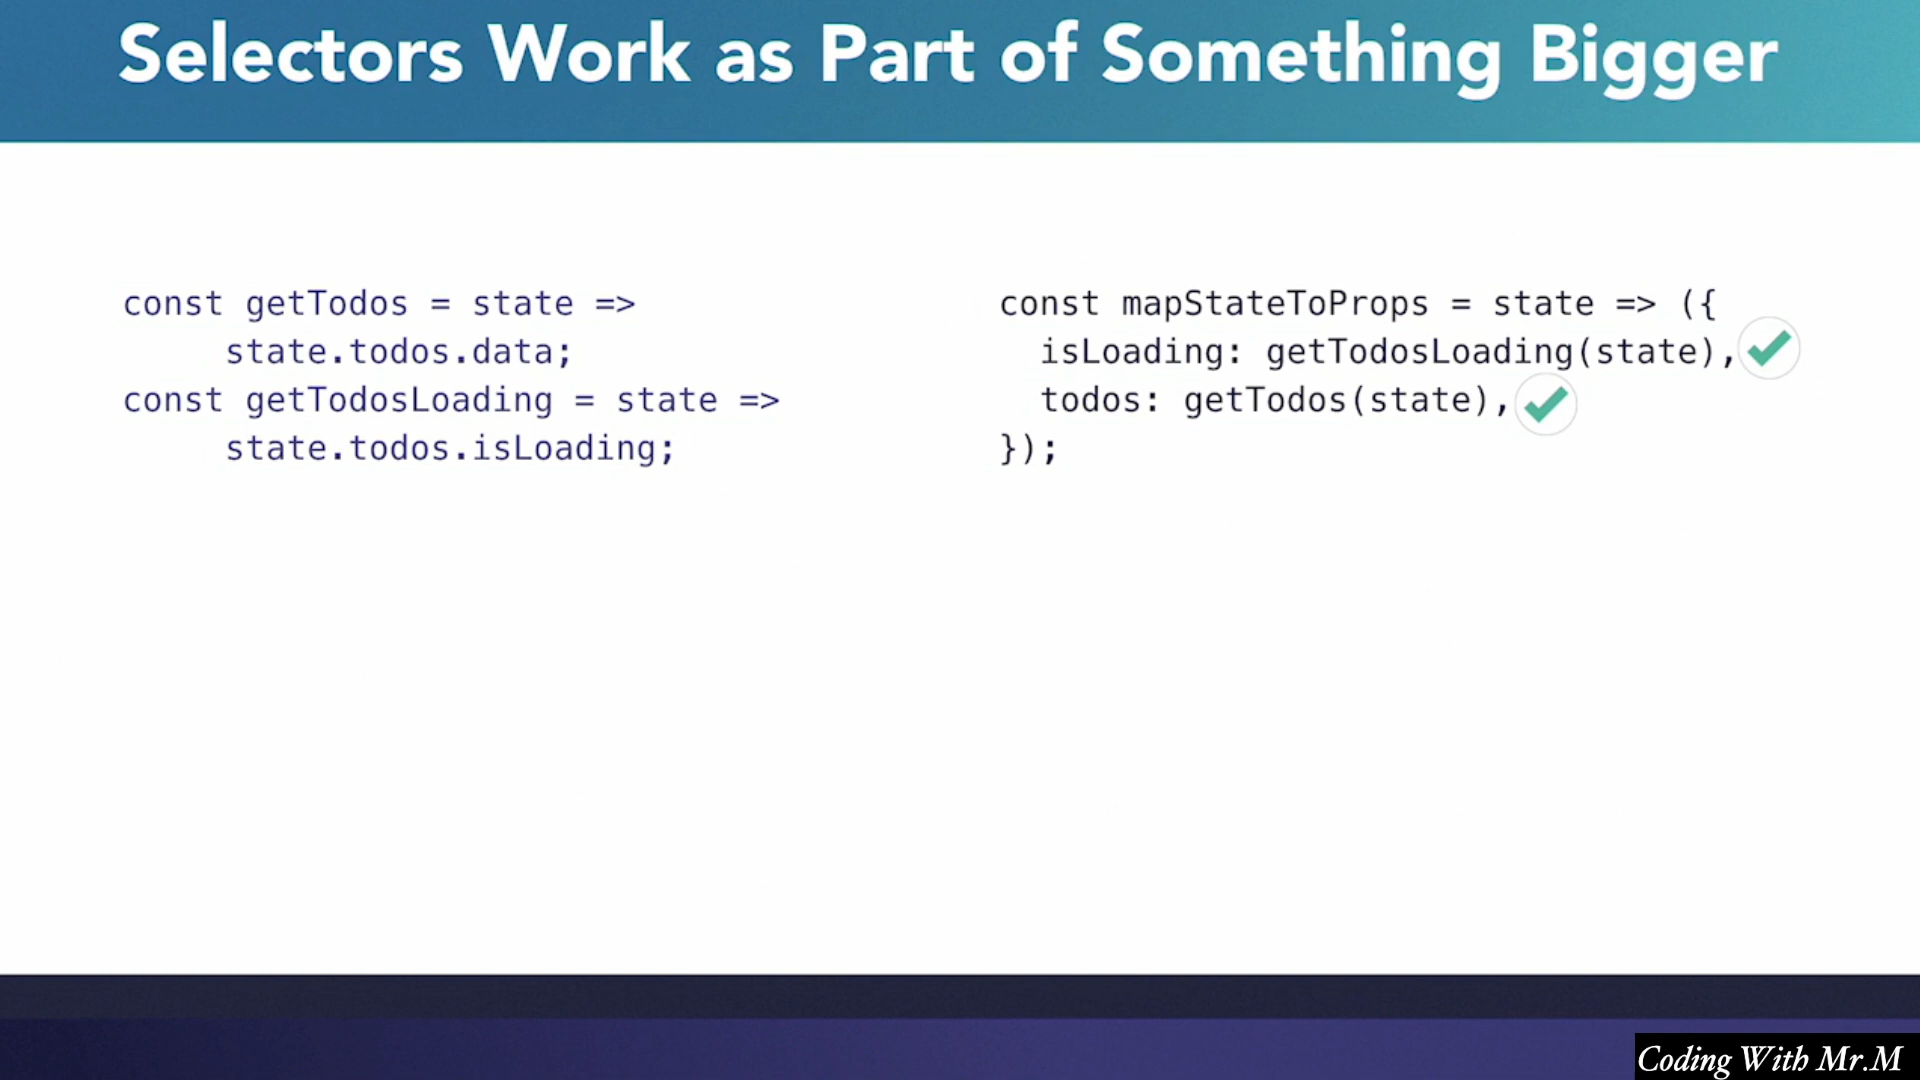 Selectors Work as Part of Something Bigger
const getTodos = state =>
state.todos.data;
const getTodosLoading = state =>
state.todos.isLoading;
const mapStateToProps = state => ({
isLoading: getTodosLoading(state),
todos: getTodos(state),
});
Coding With Mr.M